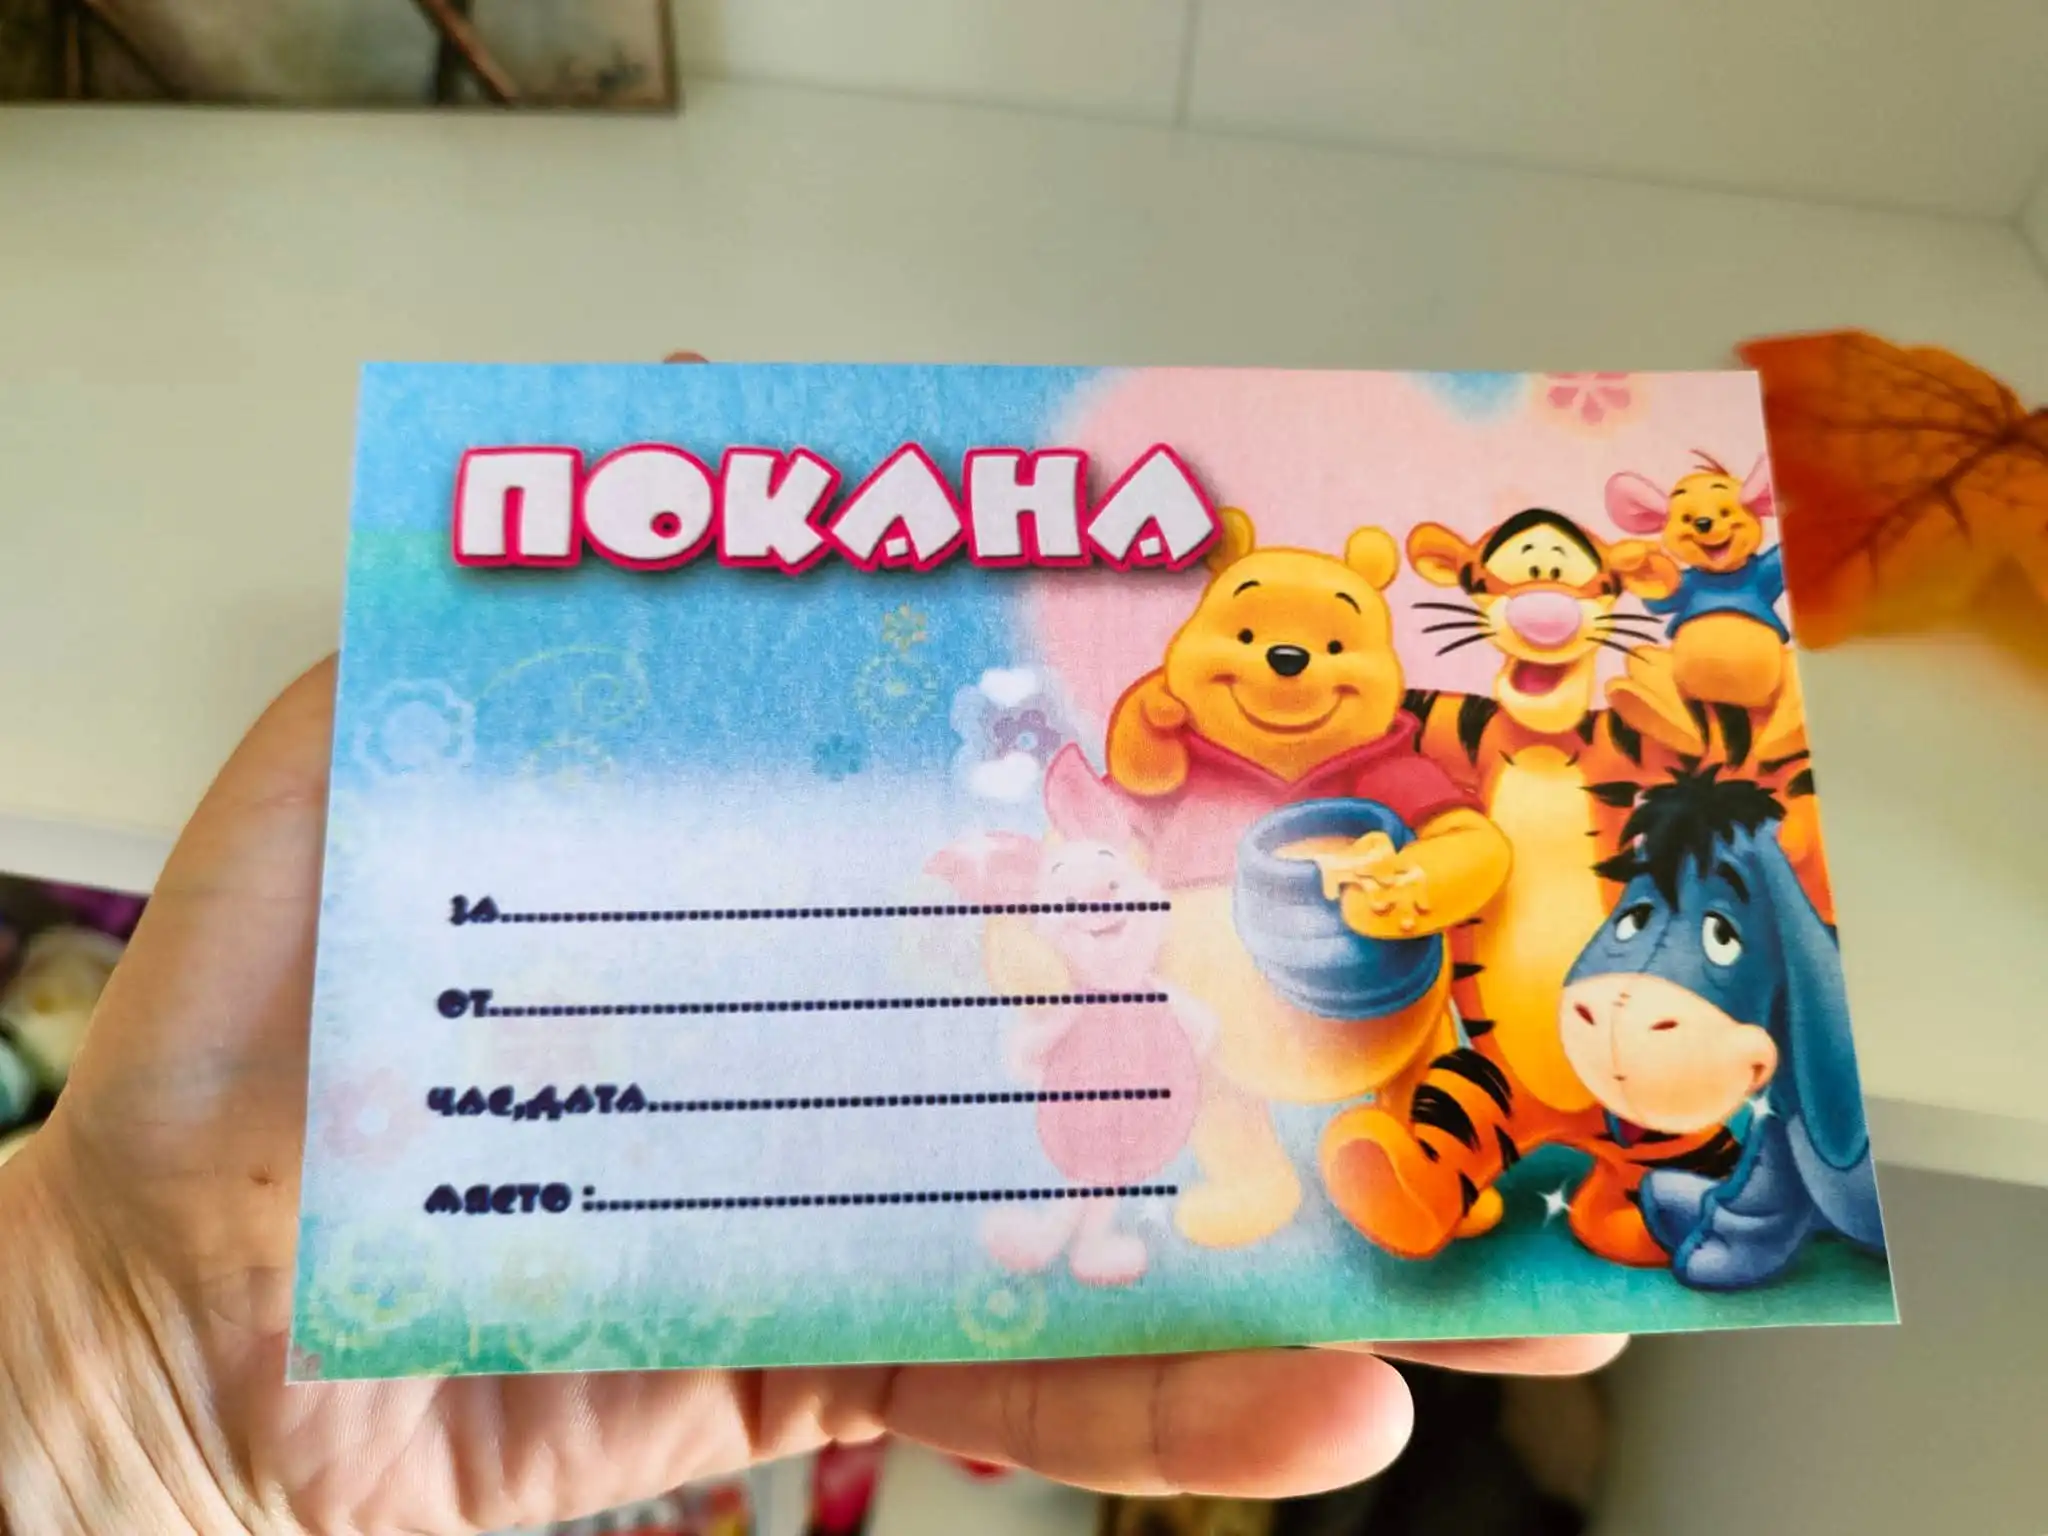 ПОКАНА
ЗА..................................................
ОТ..................................................
ЧАС,ДАТА..................................................
МЯСТО :..................................................